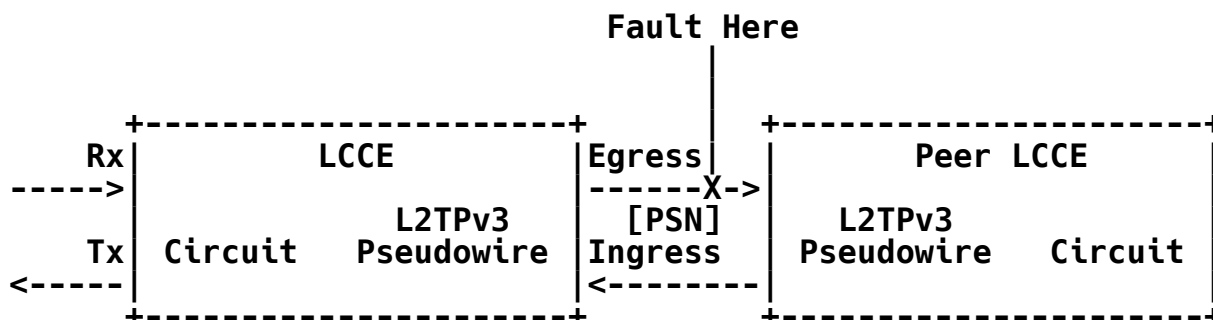 Fault Here
|
|
|
+----------------------+ | +----------------------+
Rx| LCCE |Egress| | Peer LCCE |
----->| |------X->| |
| L2TPv3 | [PSN] | L2TPv3 |
Tx| Circuit Pseudowire |Ingress | Pseudowire Circuit |
<-----| |<--------| |
+----------------------+ +----------------------+